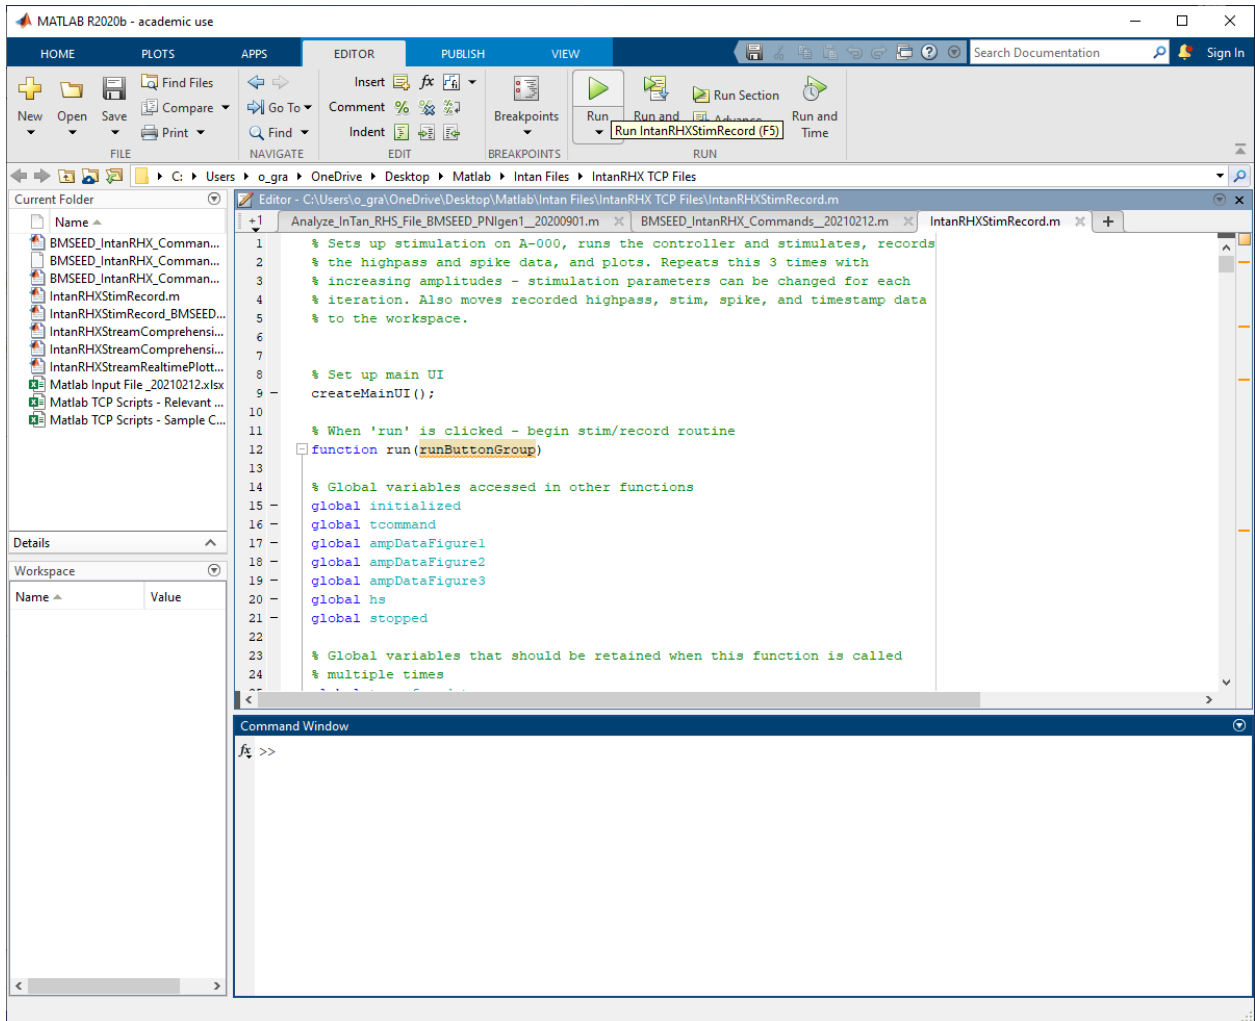 MATLAB R2020b - academic use
HOME PLOTS APPS EDITOR PUBLISH VIEW Search Documentation Sign In
New Open Save Find Files Compare Print
FILE
Go To Find
NAVIGATE
Insert fx
Comment
Indent
EDIT
Breakpoints
BREAKPOINTS
Run Run and Run Section Advance Run and Time
RUN
Run IntanRHXStimRecord (F5)
C: Users o_gra OneDrive Desktop Matlab Intan Files IntanRHX TCP Files
Current Folder
Name
BMSEED_IntanRHX_Comman...
BMSEED_IntanRHX_Comman...
BMSEED_IntanRHX_Comman...
IntanRHXStimRecord.m
IntanRHXStimRecord_BMSEED...
IntanRHXStreamComprehensi...
IntanRHXStreamComprehensi...
IntanRHXStreamRealtimePlott...
Matlab Input File _20210212.xlsx
Matlab TCP Scripts - Relevant ...
Matlab TCP Scripts - Sample C...
Details
Workspace
Name Value
Editor - C:\Users\o_gra\OneDrive\Desktop\Matlab\Intan Files\IntanRHX TCP Files\IntanRHXStimRecord.m
+1 Analyze_InTan_RHS_File_BMSEED_PNIgen1__20200901.m BMSEED_IntanRHX_Commands__20210212.m IntanRHXStimRecord.m +
1 % Sets up stimulation on A-000, runs the controller and stimulates, records
2 % the highpass and spike data, and plots. Repeats this 3 times with
3 % increasing amplitudes - stimulation parameters can be changed for each
4 % iteration. Also moves recorded highpass, stim, spike, and timestamp data
5 % to the workspace.
6
7
8 % Set up main UI
9 – createMainUI();
10
11 % When 'run' is clicked - begin stim/record routine
12 function run(runButtonGroup)
13
14 % Global variables accessed in other functions
15 – global initialized
16 – global tcommand
17 – global ampDataFigure1
18 – global ampDataFigure2
19 – global ampDataFigure3
20 – global hs
21 – global stopped
22
23 % Global variables that should be retained when this function is called
24 % multiple times
Command Window
fx >>